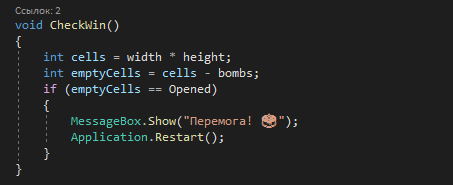 Ссылок: 2
void CheckWin()
{
int cells = width * height;
int emptyCells = cells - bombs;
if (emptyCells == Opened)
{
MessageBox.Show("Перемога! 🎂");
Application.Restart();
}
}